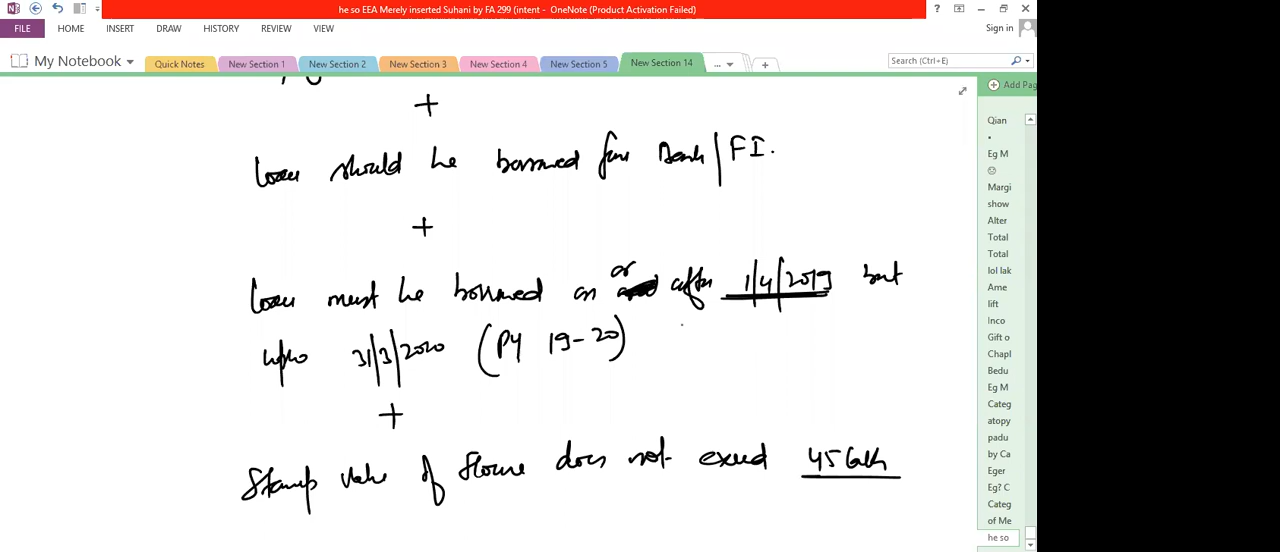 he so EEA Merely inserted Suhani by FA 299 (intent - OneNote (Product Activation Failed)
Sign in
FILE HOME INSERT DRAW HISTORY REVIEW VIEW
My Notebook Quick Notes New Section 1 New Section 2 New Section 3 New Section 4 New Section 5 New Section 14 ... + Search (Ctrl+E)
Add Pag
+
Loan should be borrowed from Bank | FI.
+
Loan must be borrowed on or after 1/4/2019 but
upto 31/3/2020 (PY 19-20)
+
Stamp value of House does not exceed 45 lakh
Qian
•
Eg M
☺
Margi
show
Alter
Total
Total
lol lak
Ame
lift
Inco
Gift o
Chapl
Bedu
Eg M
Categ
atopy
padu
by Ca
Eger
Eg? C
Categ
of Me
he so